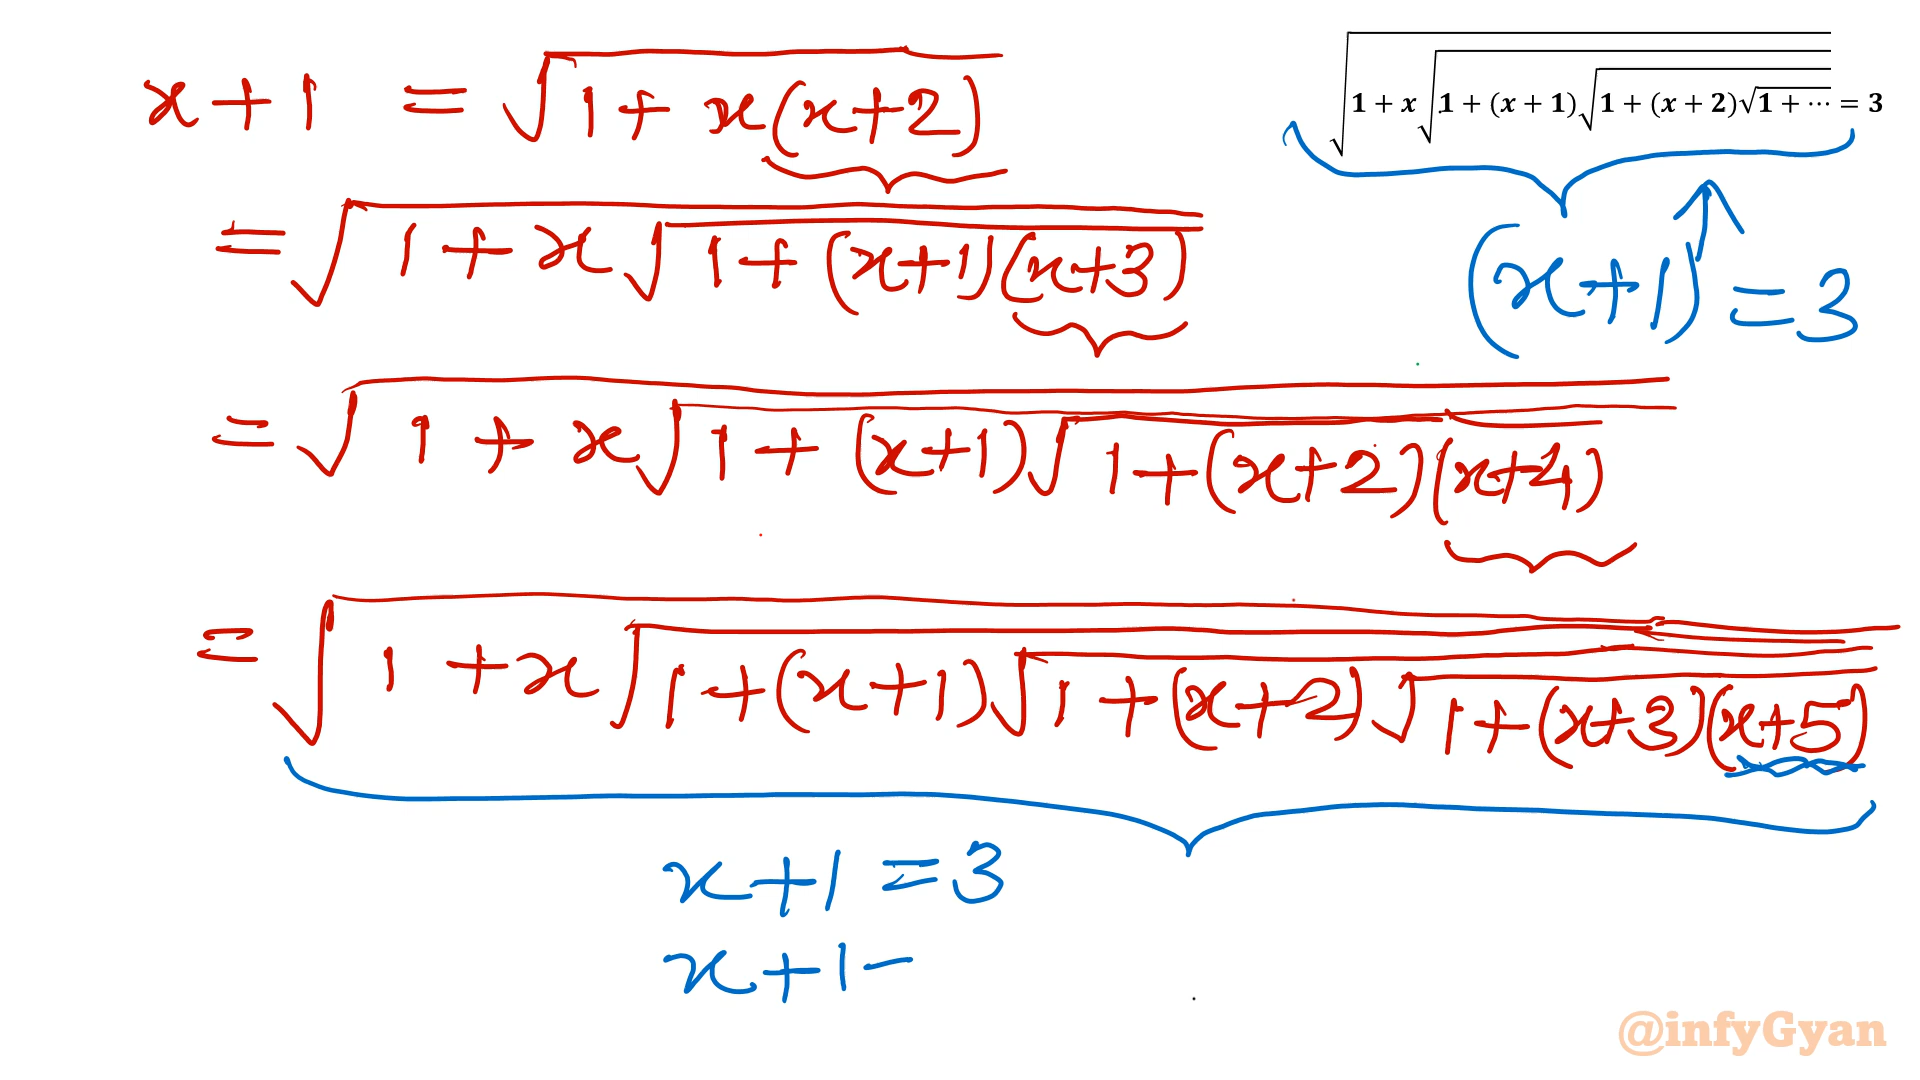 x+1 = √(1+x(x+2))
√(1+x√(1+(x+1)√(1+(x+2)√(1+⋯)))) = 3
= √(1+x√(1+(x+1)(x+3)))
(x+1) = 3
= √(1+x√(1+(x+1)√(1+(x+2)(x+4))))
= √(1+x√(1+(x+1)√(1+(x+2)√(1+(x+3)(x+5)))))
x+1 = 3
x+1-
@infyGyan